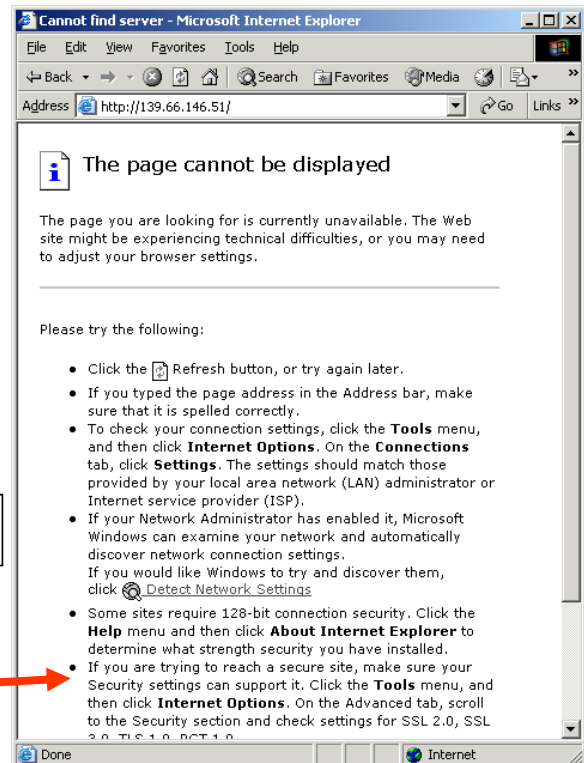 Cannot find server - Microsoft Internet Explorer
File Edit View Favorites Tools Help
Back Search Favorites Media »
Address http://139.66.146.51/ Go Links »
The page cannot be displayed
The page you are looking for is currently unavailable. The Web
site might be experiencing technical difficulties, or you may need
to adjust your browser settings.
Please try the following:
• Click the Refresh button, or try again later.
• If you typed the page address in the Address bar, make
sure that it is spelled correctly.
• To check your connection settings, click the Tools menu,
and then click Internet Options. On the Connections
tab, click Settings. The settings should match those
provided by your local area network (LAN) administrator or
Internet service provider (ISP).
• If your Network Administrator has enabled it, Microsoft
Windows can examine your network and automatically
discover network connection settings.
If you would like Windows to try and discover them,
click Detect Network Settings
• Some sites require 128-bit connection security. Click the
Help menu and then click About Internet Explorer to
determine what strength security you have installed.
• If you are trying to reach a secure site, make sure your
Security settings can support it. Click the Tools menu, and
then click Internet Options. On the Advanced tab, scroll
to the Security section and check settings for SSL 2.0, SSL
3.0, TLS 1.0, PCT 1.0
Done Internet